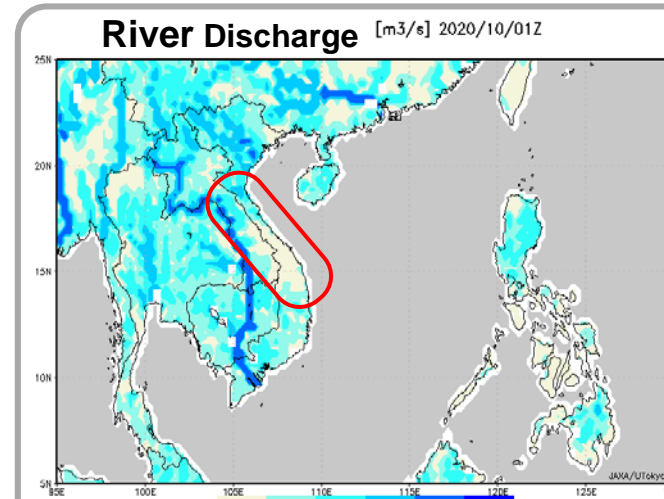 River Discharge [m3/s] 2020/10/01Z
25N
20N
15N
10N
5N
95E 100E 105E 110E 115E 120E 125E
JAXA/UTokyo